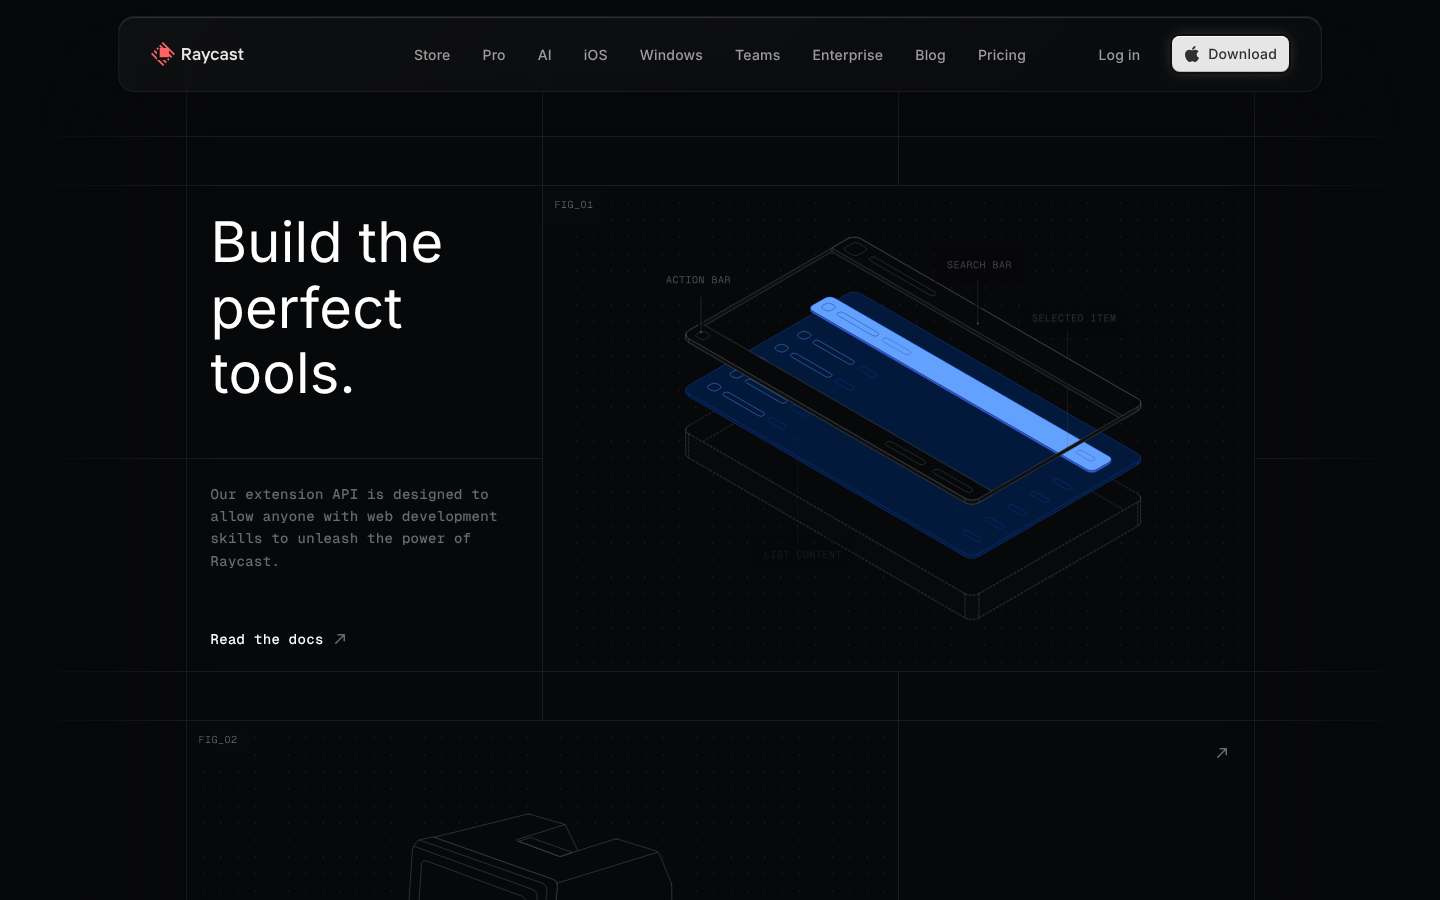 Raycast
Store
Pro
AI
iOS
Windows
Teams
Enterprise
Blog
Pricing
Log in
Download
Build the
perfect
tools.
FIG_01
ACTION BAR
SEARCH BAR
SELECTED ITEM
LIST CONTENT
Our extension API is designed to
allow anyone with web development
skills to unleash the power of
Raycast.
Read the docs
FIG_02